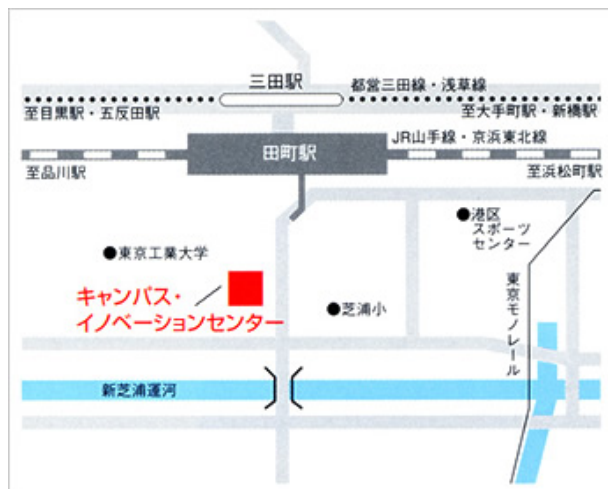 三田駅
都営三田線・浅草線
至目黒駅・五反田駅
至大手町駅・新橋駅
田町駅
JR山手線・京浜東北線
至品川駅
至浜松町駅
●港区
スポーツ
センター
●東京工業大学
キャンパス・
イノベーションセンター
●芝浦小
東京モノレール
新芝浦運河